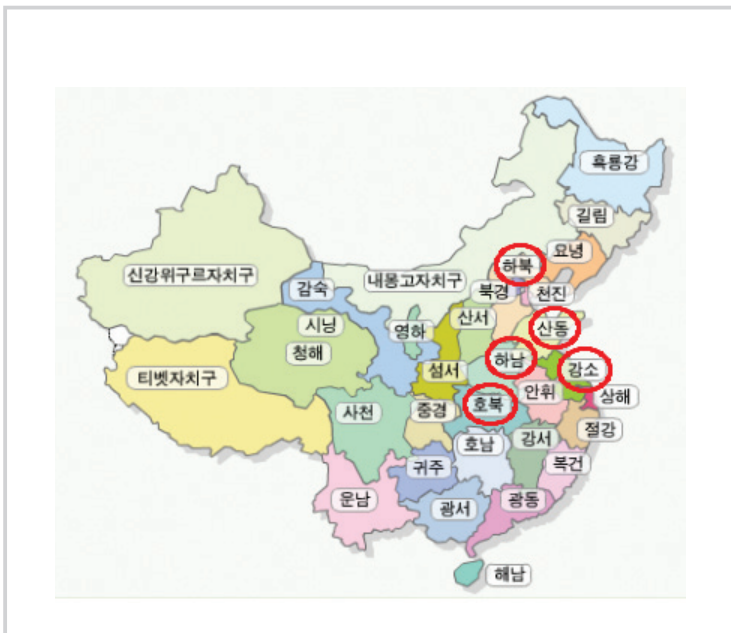 흑룡강
길림
요녕
하북
신강위구르자치구
내몽고자치구
감숙
북경
천진
시닝
영하
산서
산동
청해
하남
티벳자치구
섬서
강소
안휘
상해
사천
중경
호북
절강
호남
강서
귀주
복건
운남
광서
광동
해남